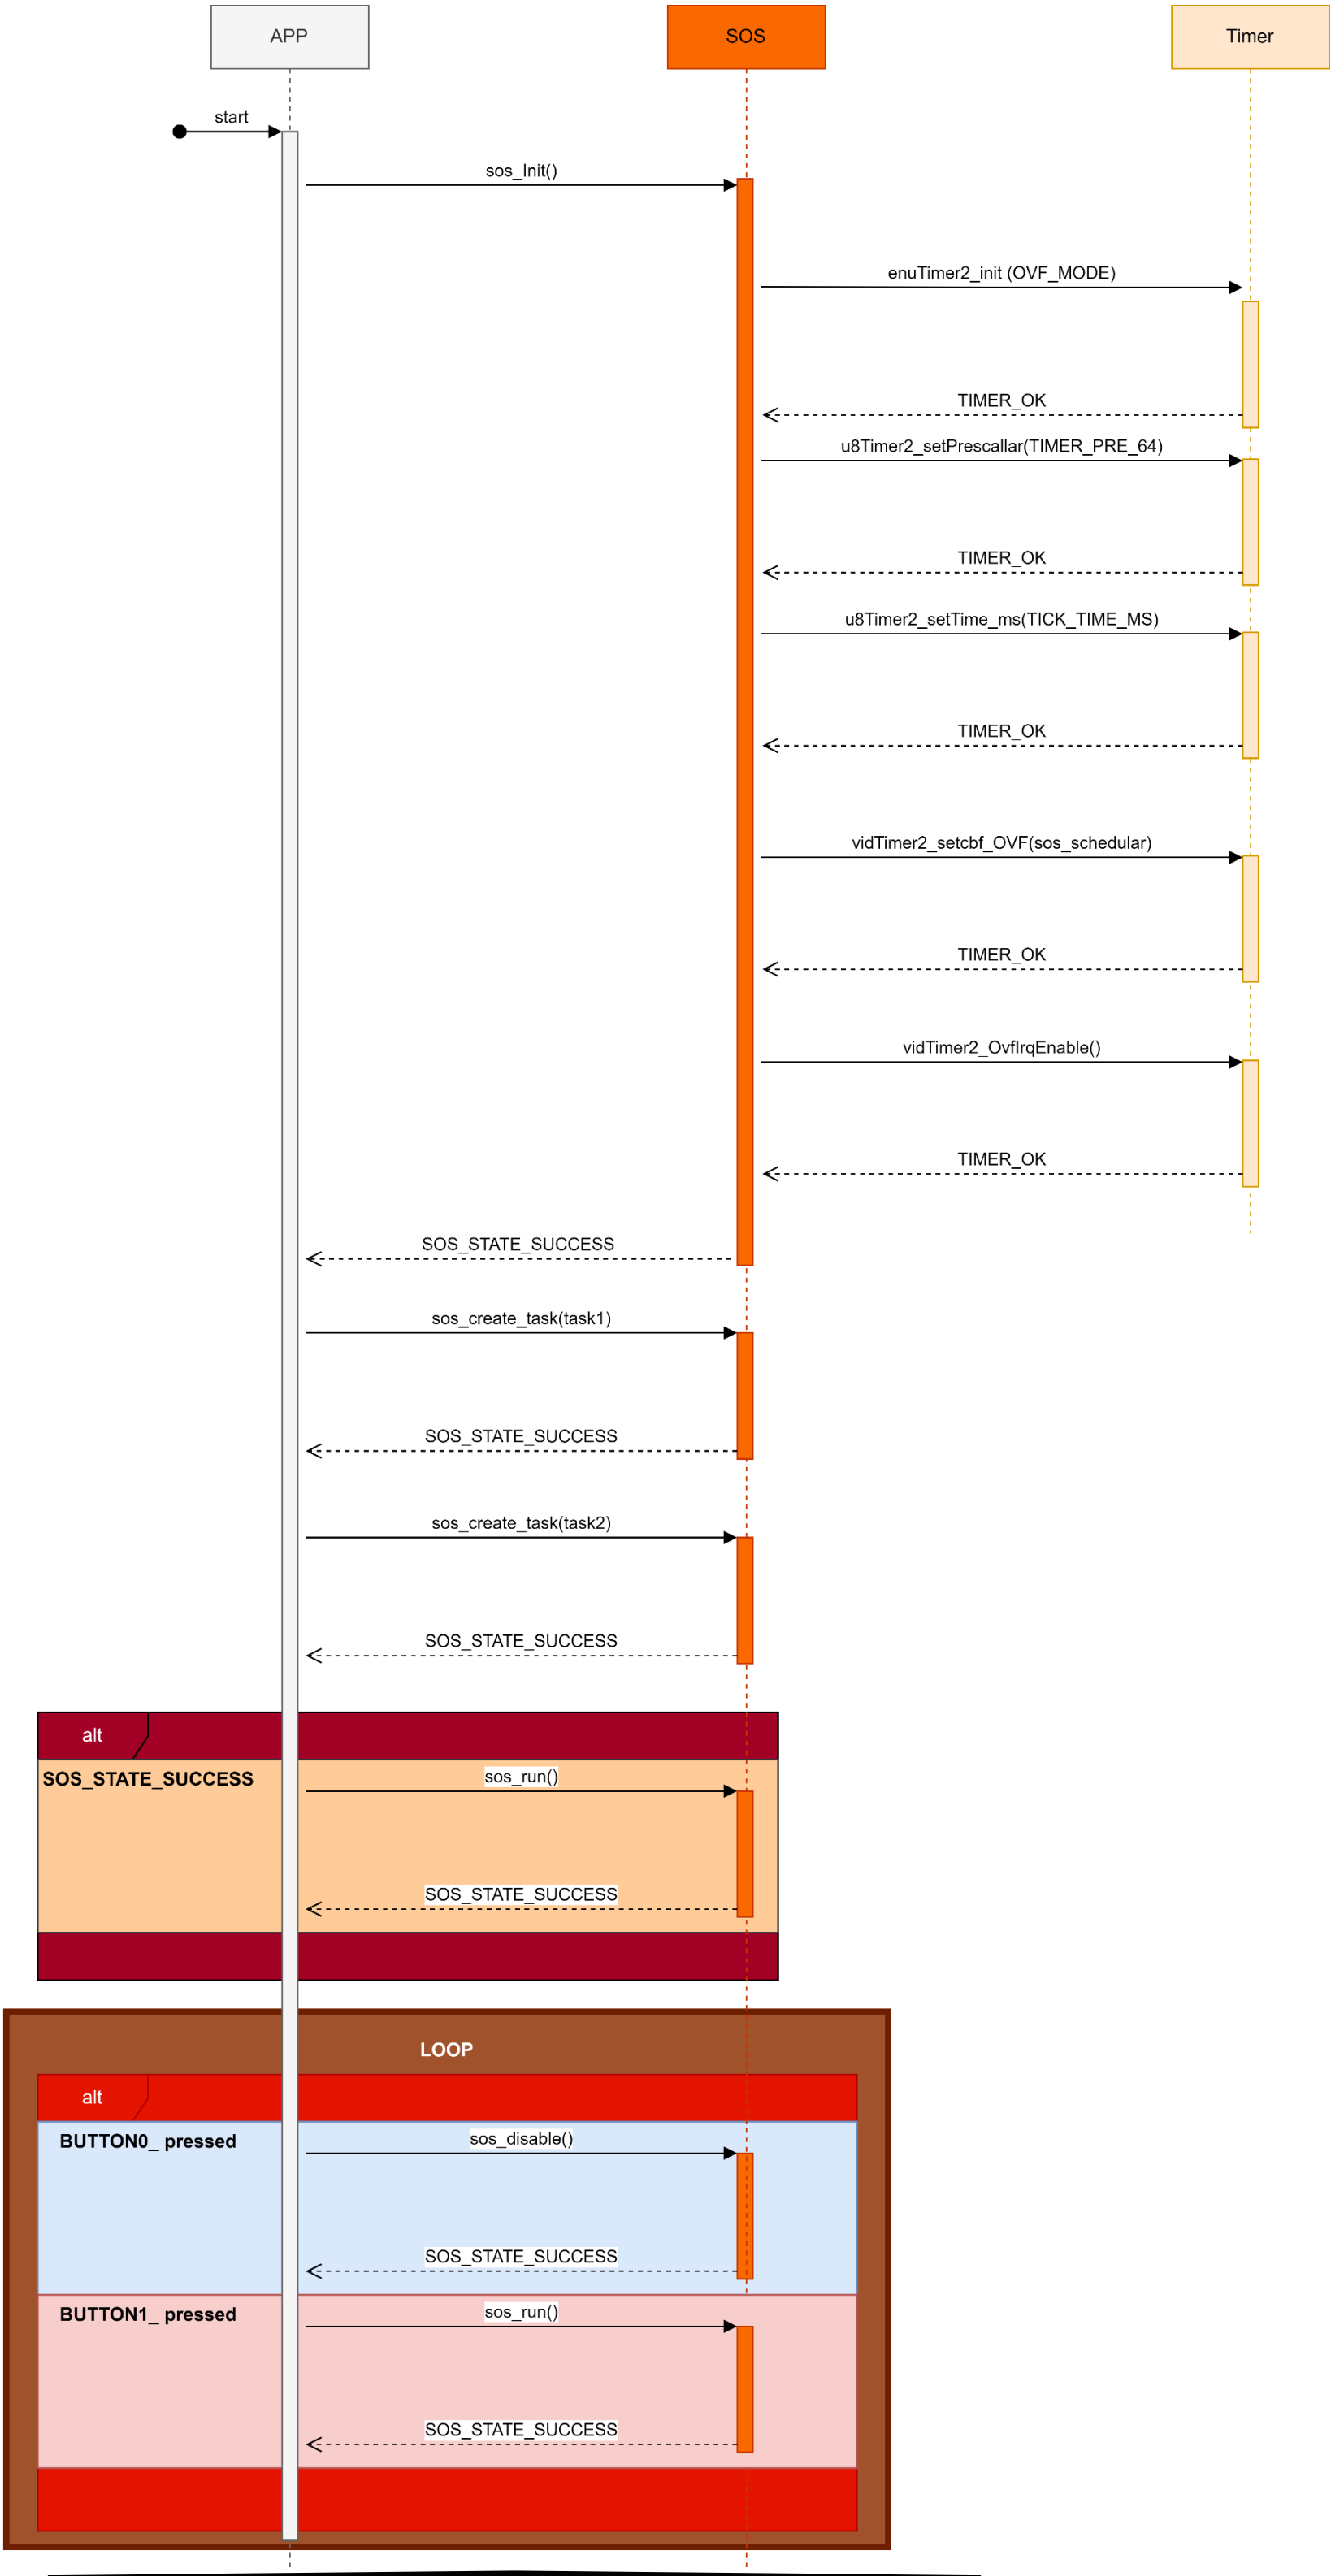 APP
SOS
Timer
start
sos_Init()
enuTimer2_init (OVF_MODE)
TIMER_OK
u8Timer2_setPrescallar(TIMER_PRE_64)
TIMER_OK
u8Timer2_setTime_ms(TICK_TIME_MS)
TIMER_OK
vidTimer2_setcbf_OVF(sos_schedular)
TIMER_OK
vidTimer2_OvfIrqEnable()
TIMER_OK
SOS_STATE_SUCCESS
sos_create_task(task1)
SOS_STATE_SUCCESS
sos_create_task(task2)
SOS_STATE_SUCCESS
alt
SOS_STATE_SUCCESS
sos_run()
SOS_STATE_SUCCESS
LOOP
alt
BUTTON0_ pressed
sos_disable()
SOS_STATE_SUCCESS
BUTTON1_ pressed
sos_run()
SOS_STATE_SUCCESS